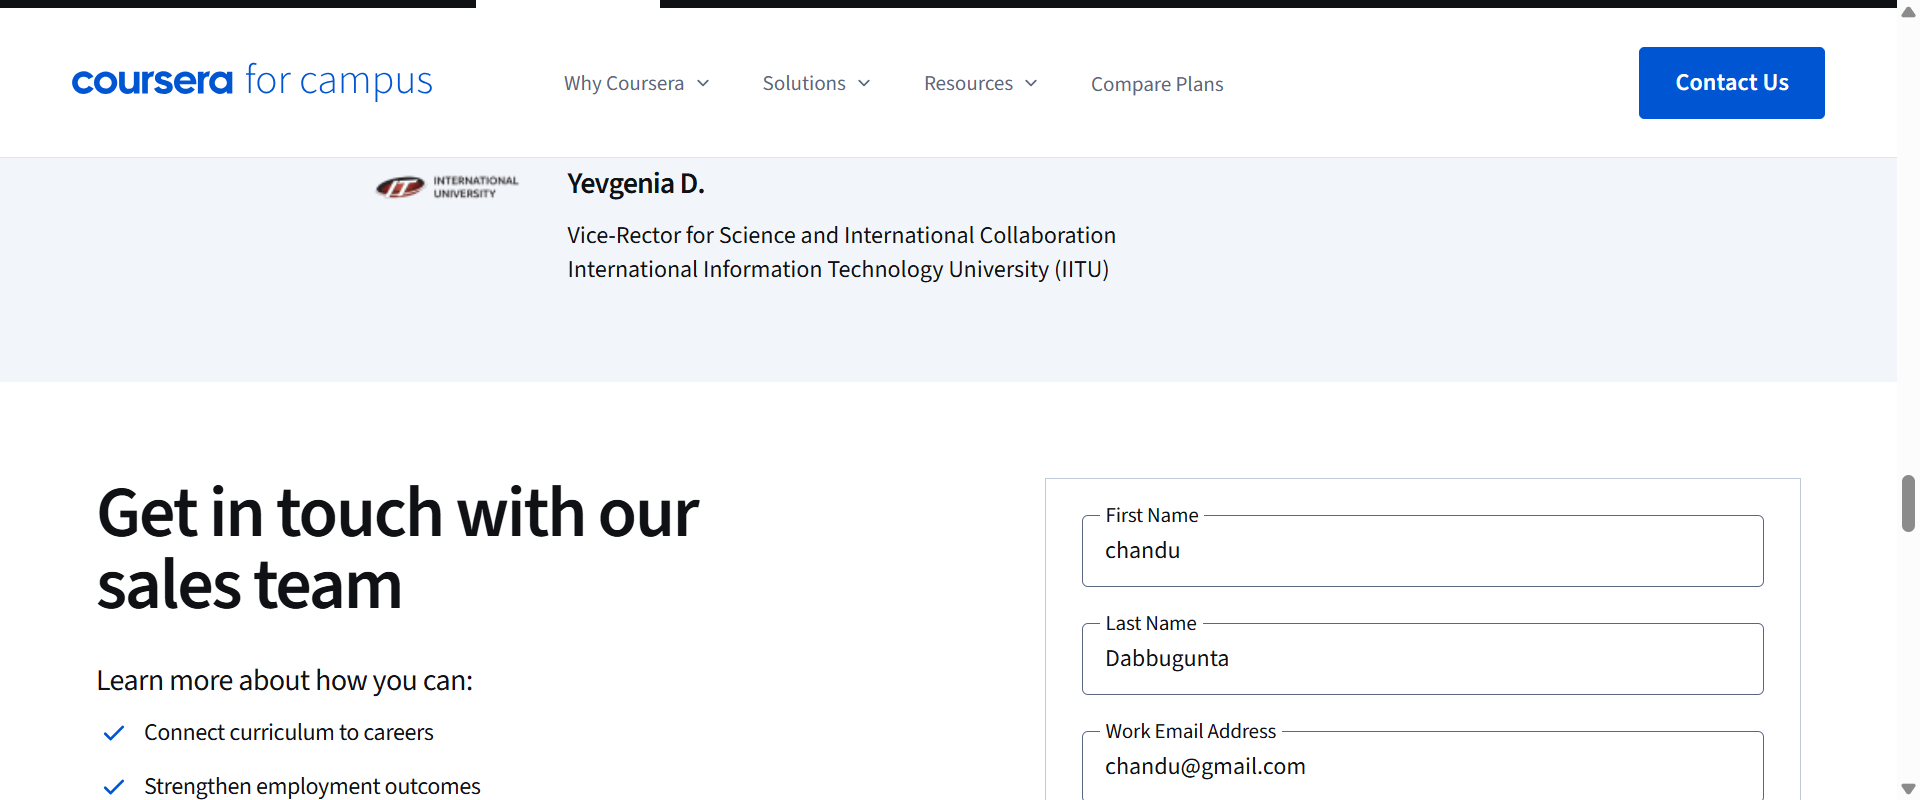 coursera for campus
Why Coursera
Solutions
Resources
Compare Plans
Contact Us
IT INTERNATIONAL
UNIVERSITY
Yevgenia D.
Vice-Rector for Science and International Collaboration
International Information Technology University (IITU)
Get in touch with our
sales team
Learn more about how you can:
Connect curriculum to careers
Strengthen employment outcomes
First Name
chandu
Last Name
Dabbugunta
Work Email Address
chandu@gmail.com